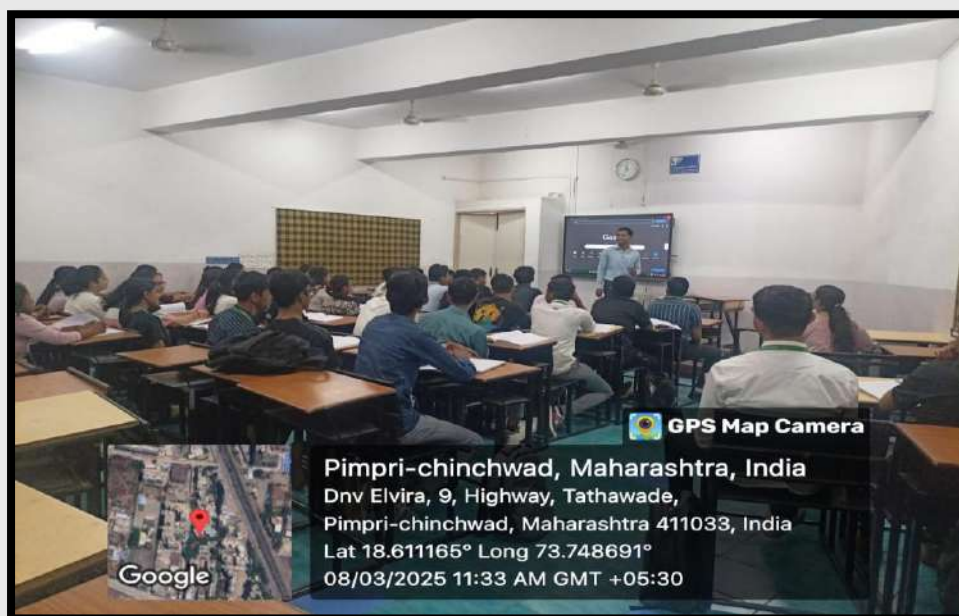 GPS Map Camera
Pimpri-chinchwad, Maharashtra, India
Dnv Elvira, 9, Highway, Tathawade,
Pimpri-chinchwad, Maharashtra 411033, India
Lat 18.611165° Long 73.748691°
08/03/2025 11:33 AM GMT +05:30
Google